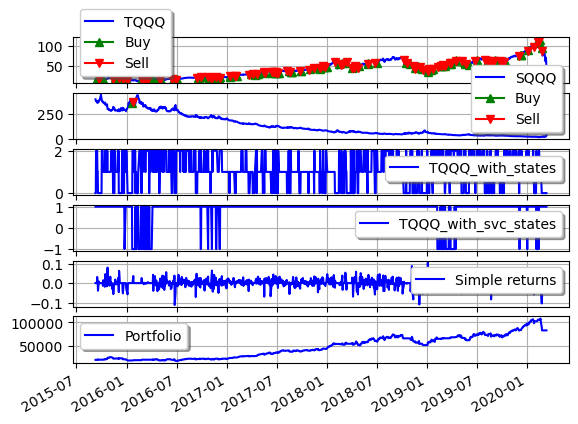 TQQQ
Buy
Sell
100
50
SQQQ
Buy
Sell
250
0
2
0
TQQQ_with_states
1
0
−1
TQQQ_with_svc_states
0.1
0.0
−0.1
Simple returns
100000
50000
Portfolio
2015-07
2016-01
2016-07
2017-01
2017-07
2018-01
2018-07
2019-01
2019-07
2020-01